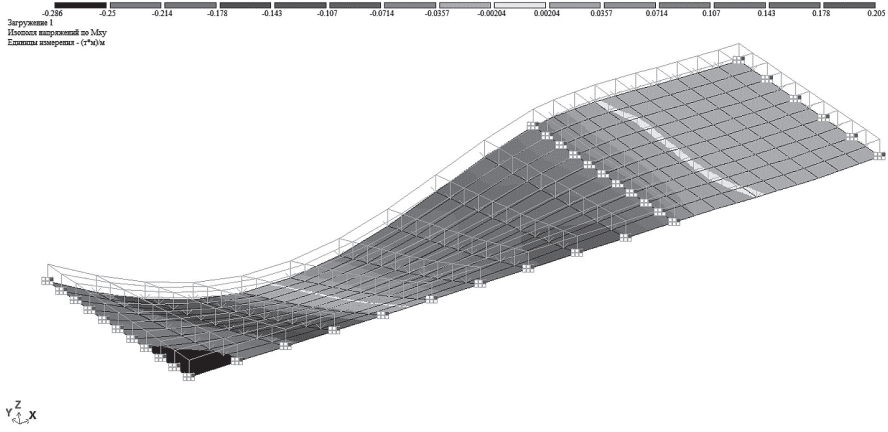 -0.286 -0.25 -0.214 -0.178 -0.143 -0.107 -0.0714 -0.0357 -0.00204 0.00204 0.0357 0.0714 0.107 0.143 0.178 0.205
Загружение 1
Изополя напряжений по Mxy
Единицы измерения - (т*м)/м
Z
Y
X